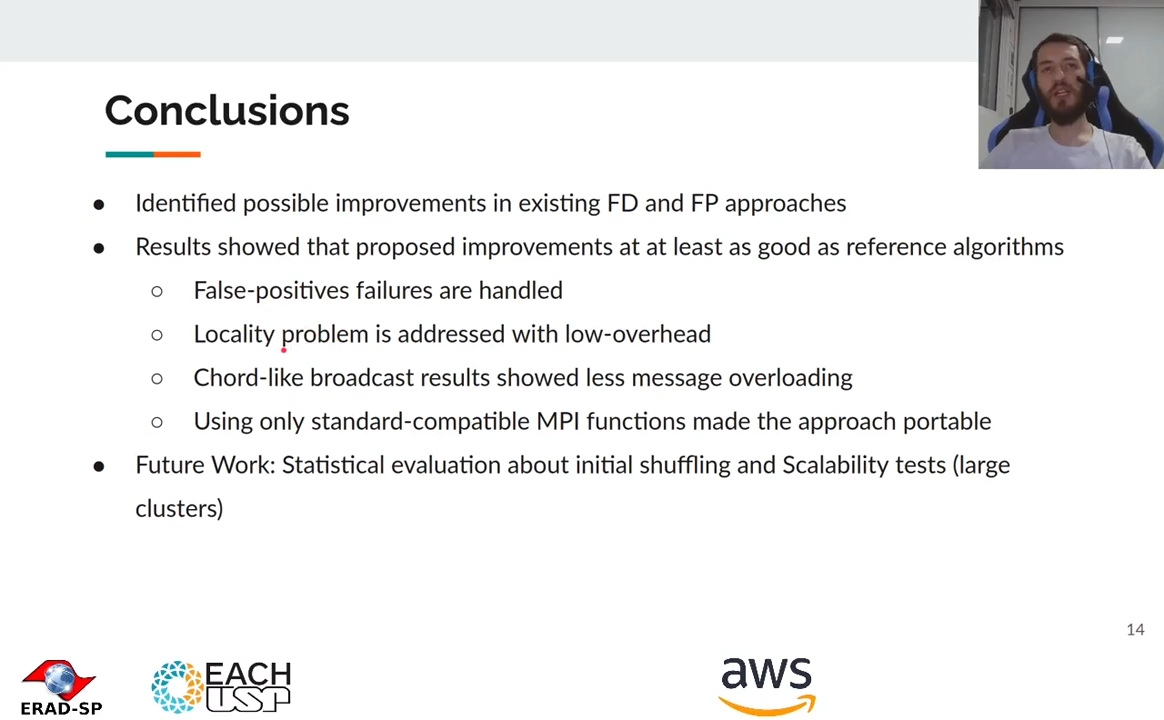 Conclusions
● Identified possible improvements in existing FD and FP approaches
● Results showed that proposed improvements at at least as good as reference algorithms
○ False-positives failures are handled
○ Locality problem is addressed with low-overhead
○ Chord-like broadcast results showed less message overloading
○ Using only standard-compatible MPI functions made the approach portable
● Future Work: Statistical evaluation about initial shuffling and Scalability tests (large
clusters)
14
ERAD-SP
EACH
USP
aws